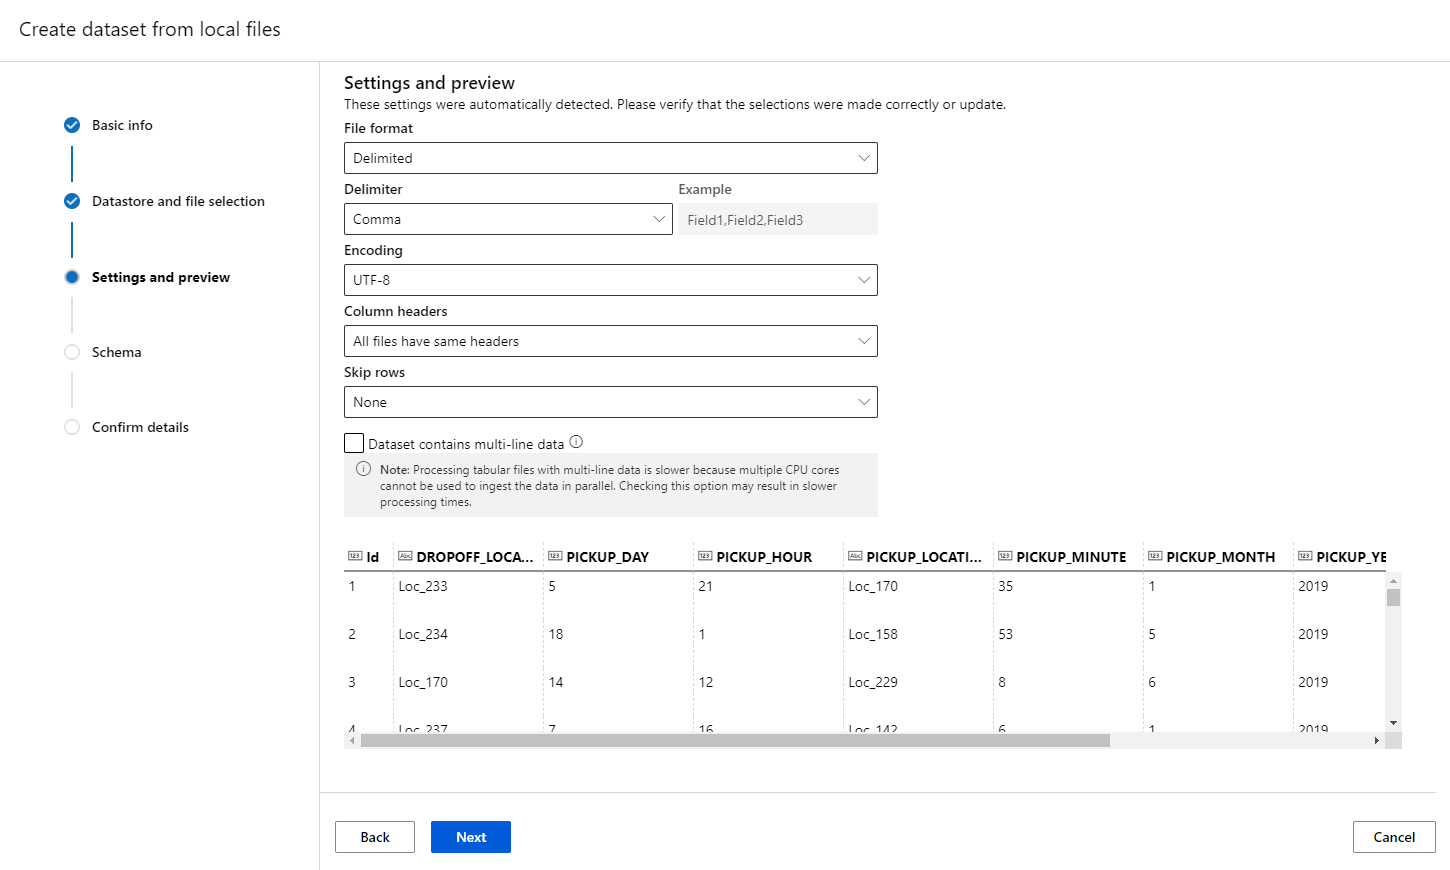 Create dataset from local files
Basic info
Datastore and file selection
Settings and preview
Schema
Confirm details
Settings and preview
These settings were automatically detected. Please verify that the selections were made correctly or update.
File format
Delimited
Delimiter Example
Comma Field1,Field2,Field3
Encoding
UTF-8
Column headers
All files have same headers
Skip rows
None
Dataset contains multi-line data
Note: Processing tabular files with multi-line data is slower because multiple CPU cores
cannot be used to ingest the data in parallel. Checking this option may result in slower
processing times.
123 Id Abc DROPOFF_LOCA... 123 PICKUP_DAY 123 PICKUP_HOUR Abc PICKUP_LOCATI... 123 PICKUP_MINUTE 123 PICKUP_MONTH 123 PICKUP_YE
1 Loc_233 5 21 Loc_170 35 1 2019
2 Loc_234 18 1 Loc_158 53 5 2019
3 Loc_170 14 12 Loc_229 8 6 2019
4 Loc_237 7 16 Loc_142 6 1 2019
Back Next Cancel